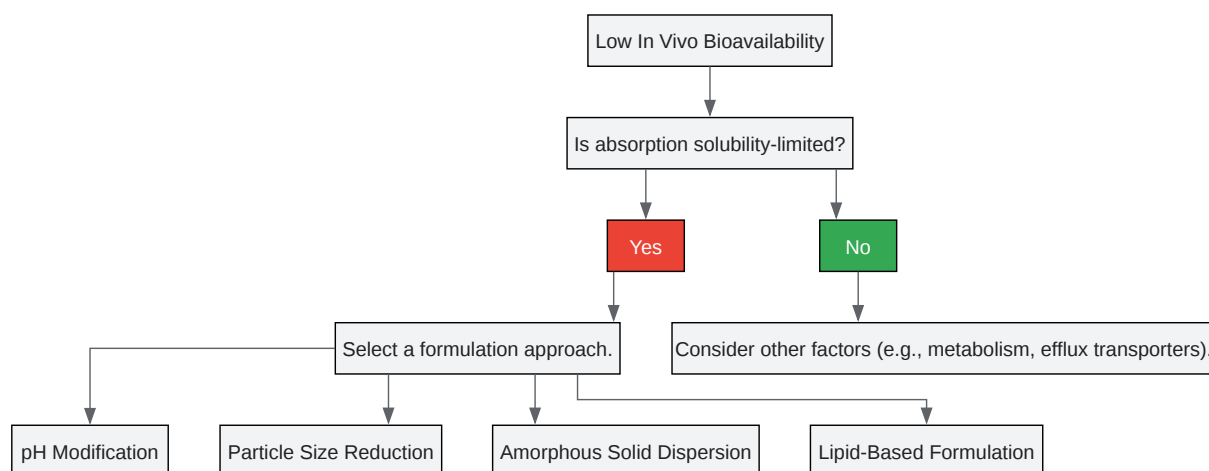 Low In Vivo Bioavailability
Is absorption solubility-limited?
Yes
No
Select a formulation approach.
Consider other factors (e.g., metabolism, efflux transporters).
pH Modification
Particle Size Reduction
Amorphous Solid Dispersion
Lipid-Based Formulation